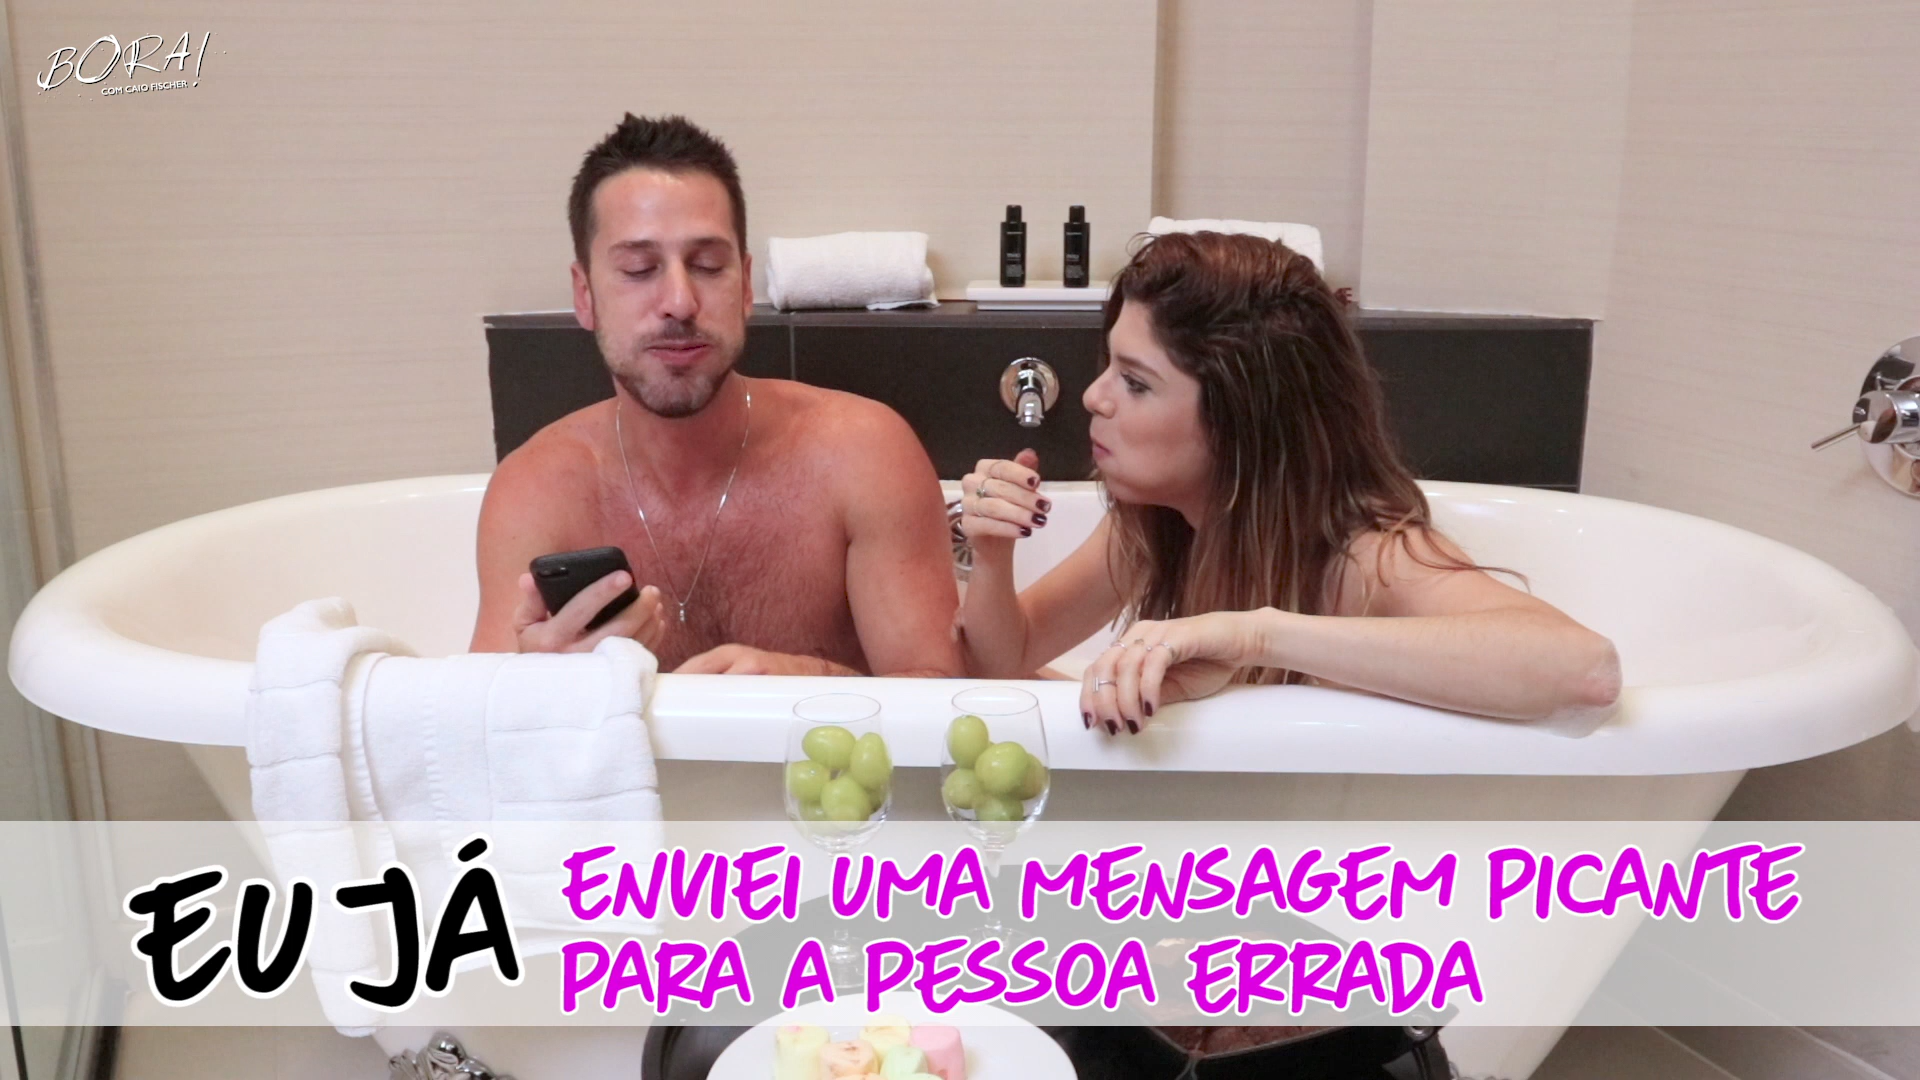 BORA!
COM CAIO FISCHER
EU JÁ
ENVIEI UMA MENSAGEM PICANTE
PARA A PESSOA ERRADA